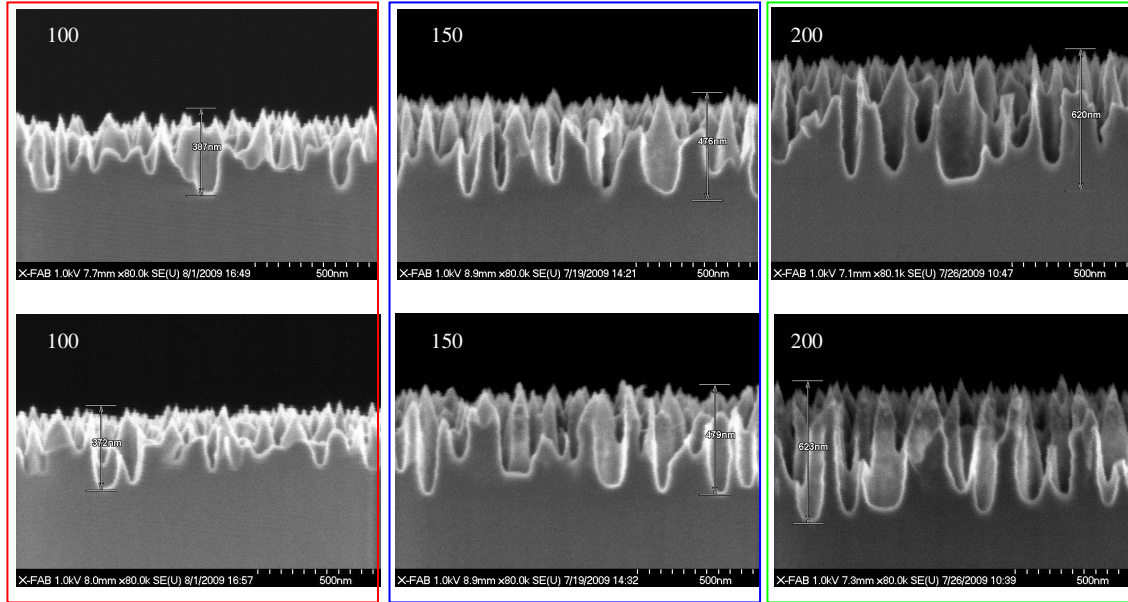 100
150
200
387nm
476nm
620nm
X-FAB 1.0kV 7.7mm x80.0k SE(U) 8/1/2009 16:49
500nm
X-FAB 1.0kV 8.9mm x80.0k SE(U) 7/19/2009 14:21
500nm
X-FAB 1.0kV 7.1mm x80.1k SE(U) 7/26/2009 10:47
500nm
100
150
200
372nm
479nm
623nm
X-FAB 1.0kV 8.0mm x80.0k SE(U) 8/1/2009 16:57
500nm
X-FAB 1.0kV 8.9mm x80.0k SE(U) 7/19/2009 14:32
500nm
X-FAB 1.0kV 7.3mm x80.0k SE(U) 7/26/2009 10:39
500nm